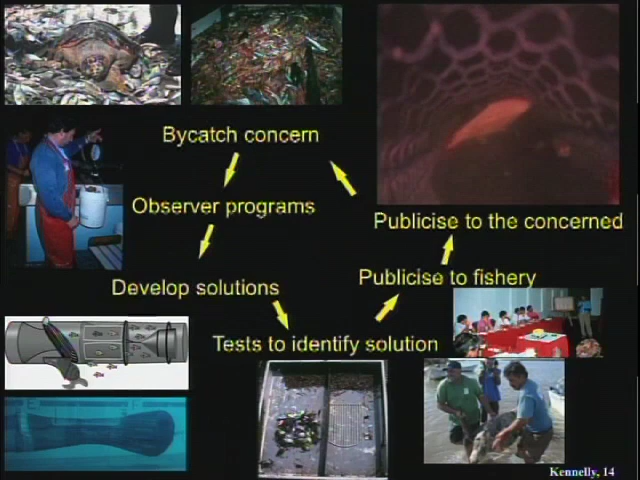 Bycatch concern
Observer programs
Publicise to the concerned
Develop solutions
Publicise to fishery
Tests to identify solution
Kennelly, 14